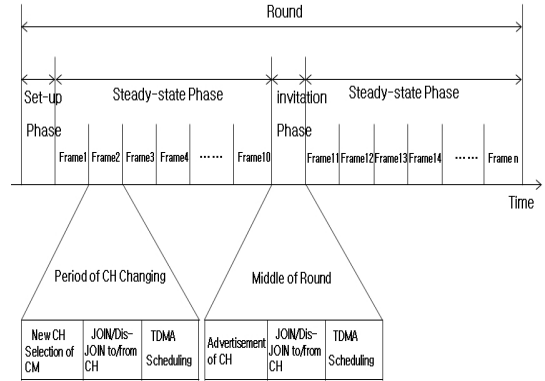 Round
Set-up Phase
Steady-state Phase
invitation Phase
Steady-state Phase
Frame1 Frame2 Frame3 Frame4 ...... Frame10 Frame11 Frame12 Frame13 Frame14 ...... Frame n
Time
Period of CH Changing
Middle of Round
New CH
Selection of
CM
JOIN/Dis-
JOIN to/from
CH
TDMA
Scheduling
Advertisement
of CH
JOIN/Dis-
JOIN to/from
CH
TDMA
Scheduling